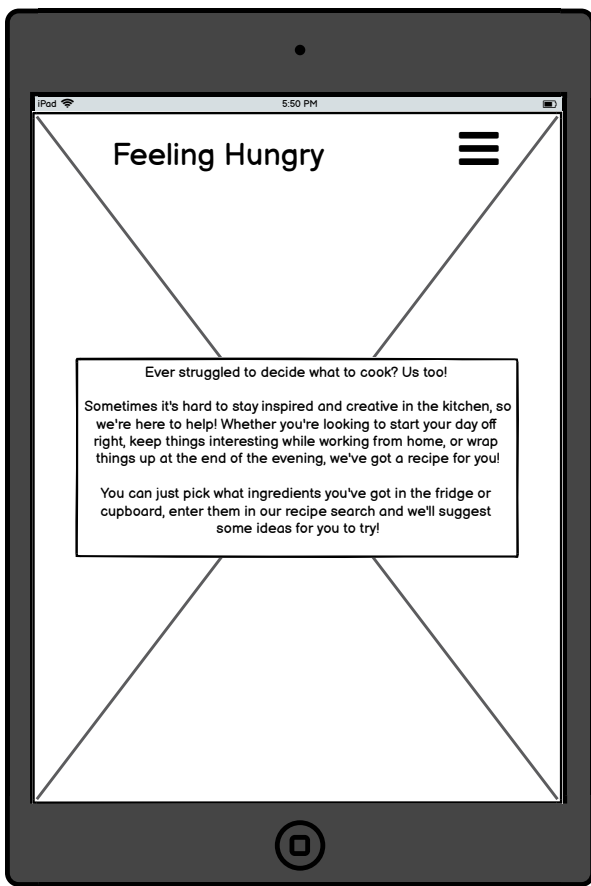 iPad 5:50 PM
Feeling Hungry
Ever struggled to decide what to cook? Us too!
Sometimes it's hard to stay inspired and creative in the kitchen, so
we're here to help! Whether you're looking to start your day off
right, keep things interesting while working from home, or wrap
things up at the end of the evening, we've got a recipe for you!
You can just pick what ingredients you've got in the fridge or
cupboard, enter them in our recipe search and we'll suggest
some ideas for you to try!